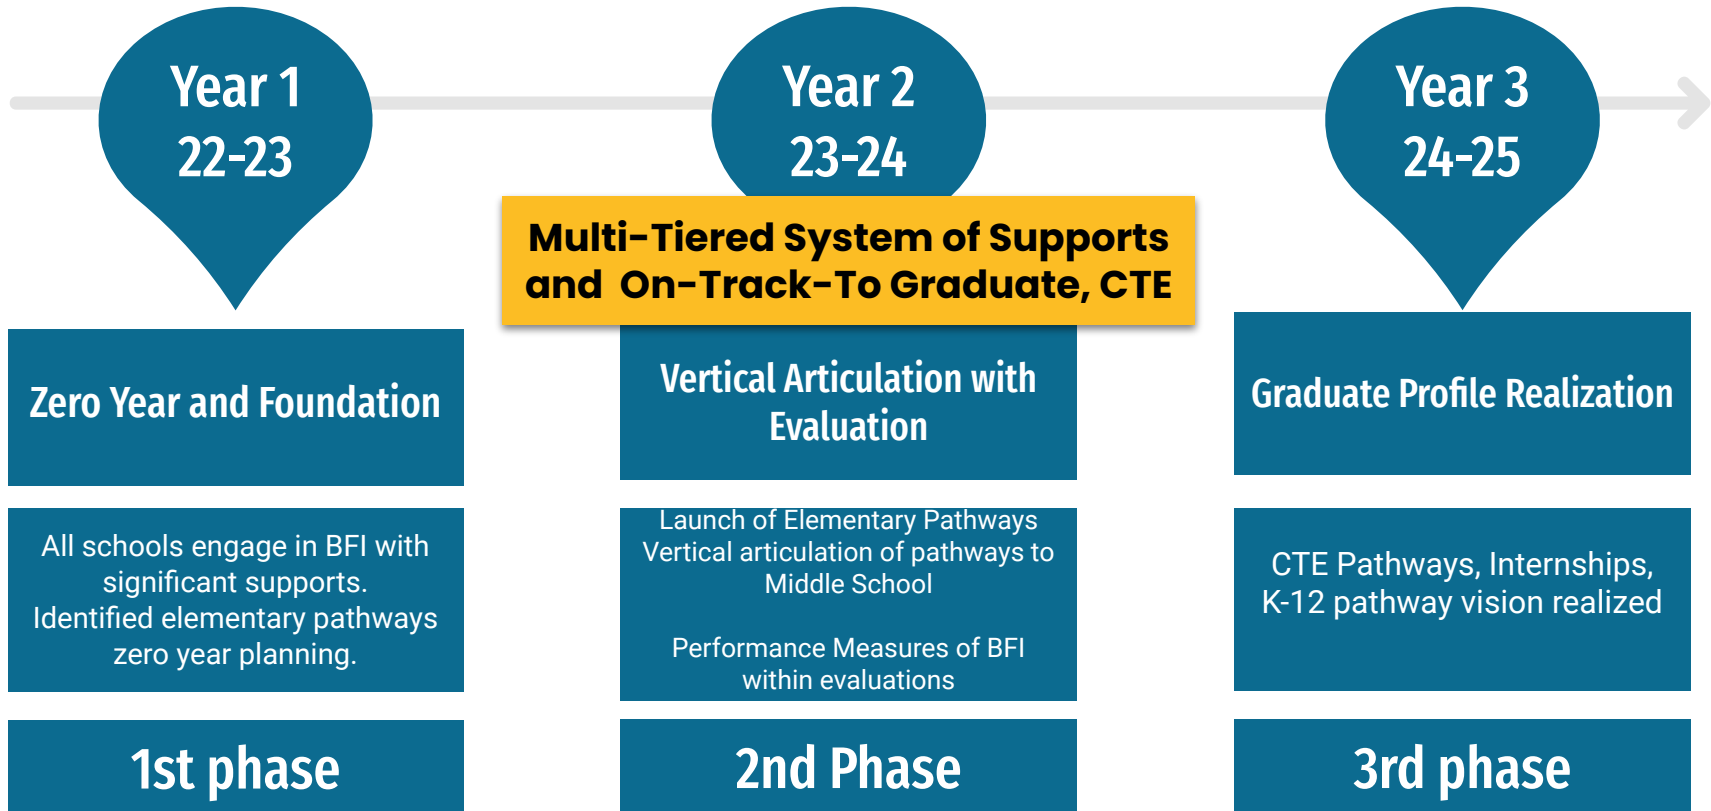 Year 1
22-23
Year 2
23-24
Year 3
24-25
Multi-Tiered System of Supports
and On-Track-To Graduate, CTE
Zero Year and Foundation
Vertical Articulation with
Evaluation
Graduate Profile Realization
All schools engage in BFI with
significant supports.
Identified elementary pathways
zero year planning.
Launch of Elementary Pathways
Vertical articulation of pathways to
Middle School
Performance Measures of BFI
within evaluations
CTE Pathways, Internships,
K-12 pathway vision realized
1st phase
2nd Phase
3rd phase